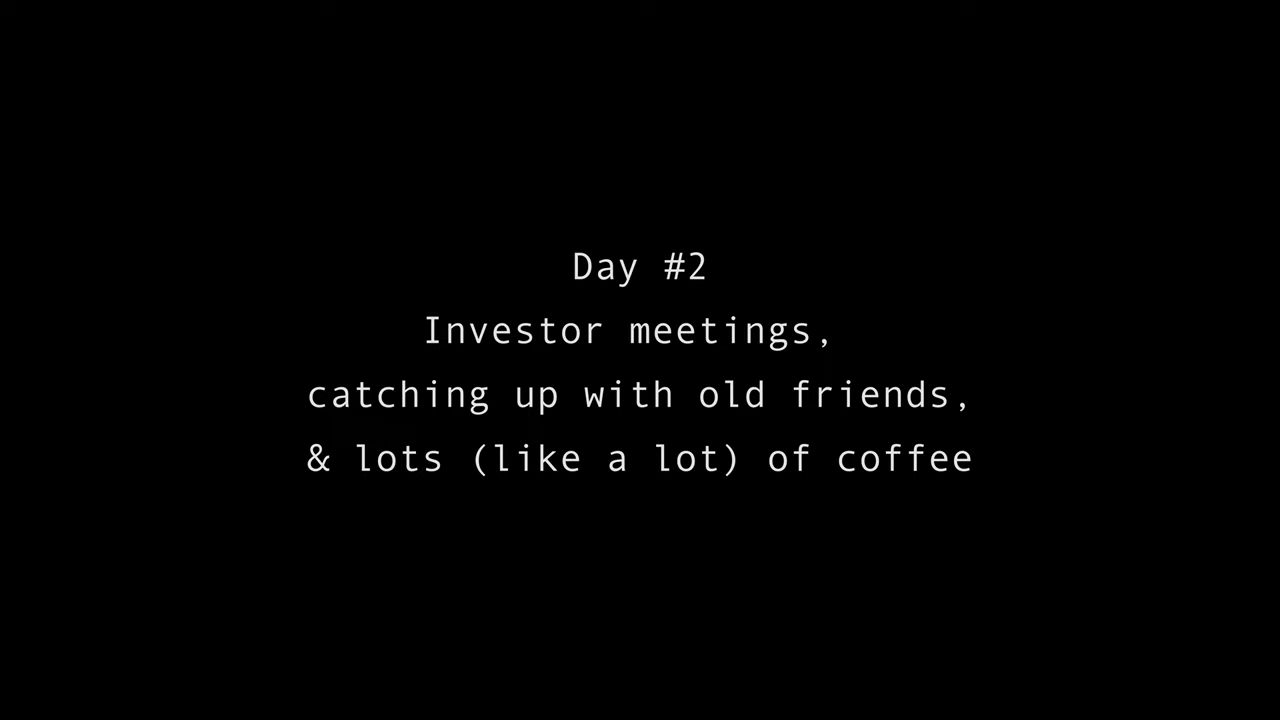 Day #2
Investor meetings,
catching up with old friends,
& lots (like a lot) of coffee